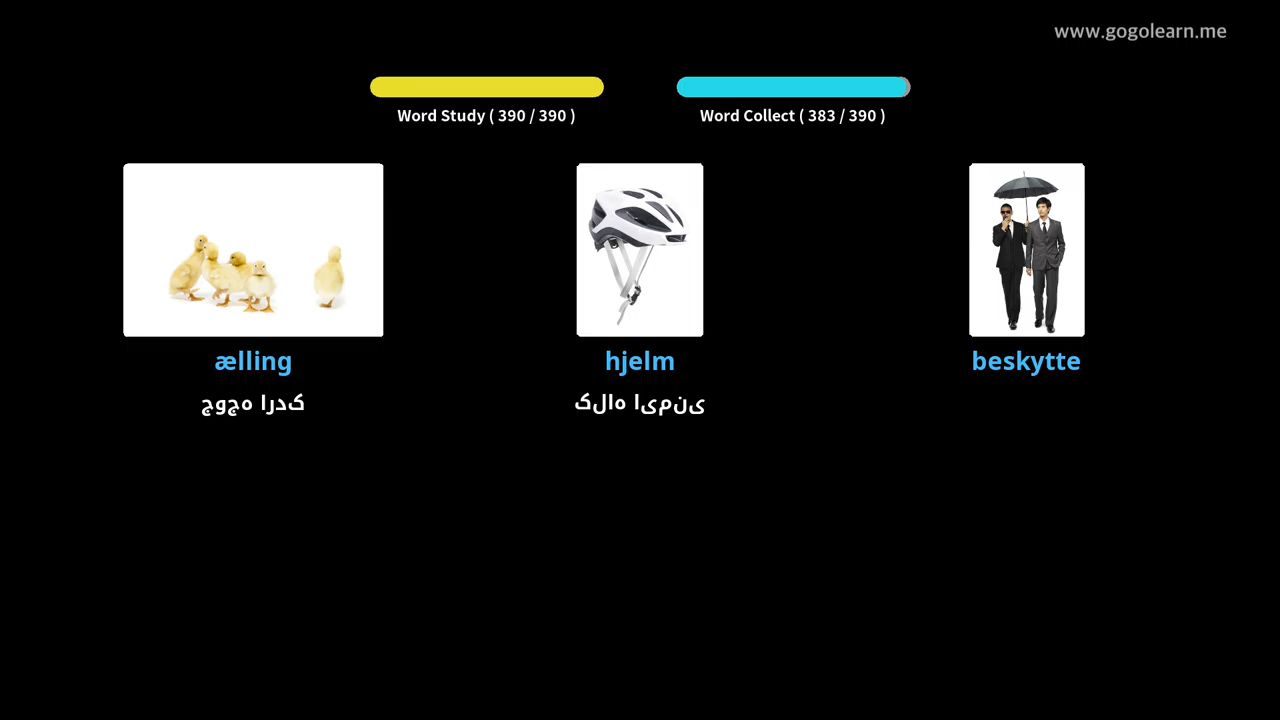 www.gogolearn.me
Word Study ( 390 / 390 )
Word Collect ( 383 / 390 )
ælling
hjelm
beskytte
جوجه اردک
کلاه ایمنی